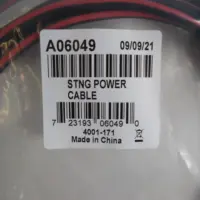 A06049 09/09/21
STNG POWER
CABLE
7 23193 06049 0
4001-171
Made in China